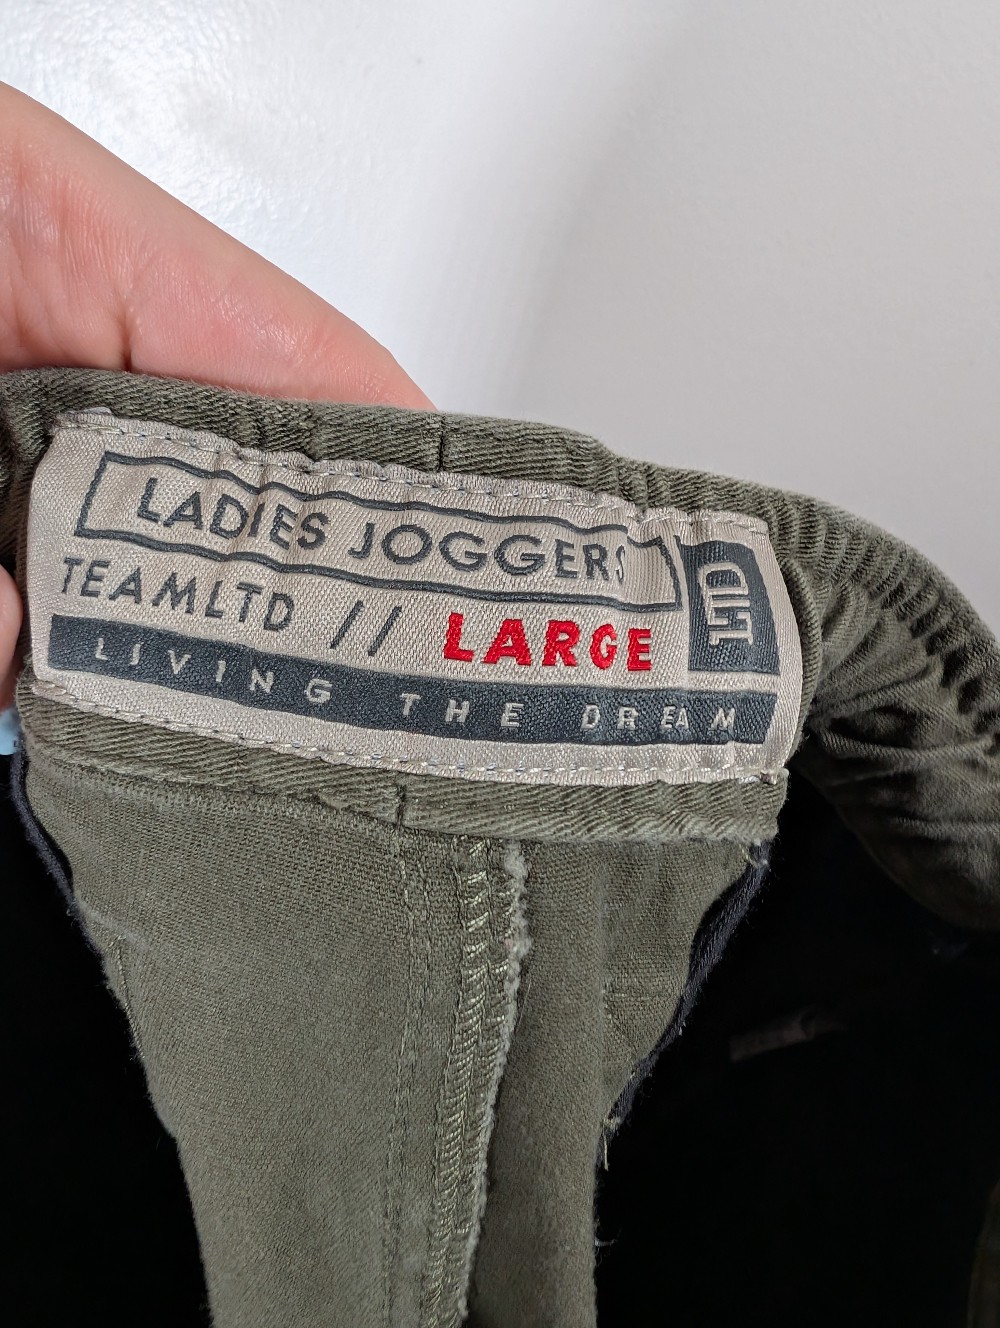 LADIES JOGGERS
TEAMLTD // LARGE
LTD
LIVING THE DREAM